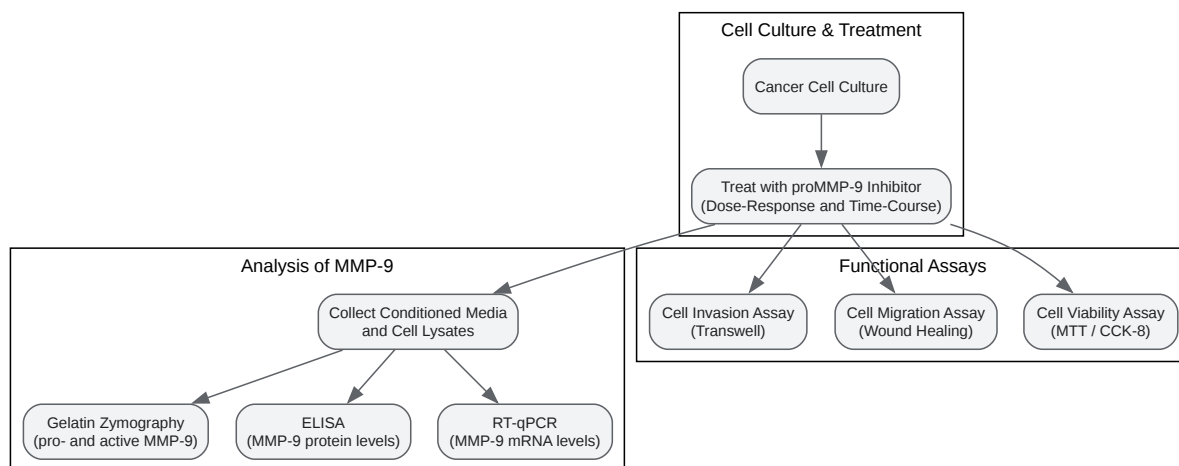 Cell Culture & Treatment
Cancer Cell Culture
Treat with proMMP-9 Inhibitor
(Dose-Response and Time-Course)
Analysis of MMP-9
Collect Conditioned Media
and Cell Lysates
Gelatin Zymography
(pro- and active MMP-9)
ELISA
(MMP-9 protein levels)
RT-qPCR
(MMP-9 mRNA levels)
Functional Assays
Cell Invasion Assay
(Transwell)
Cell Migration Assay
(Wound Healing)
Cell Viability Assay
(MTT / CCK-8)